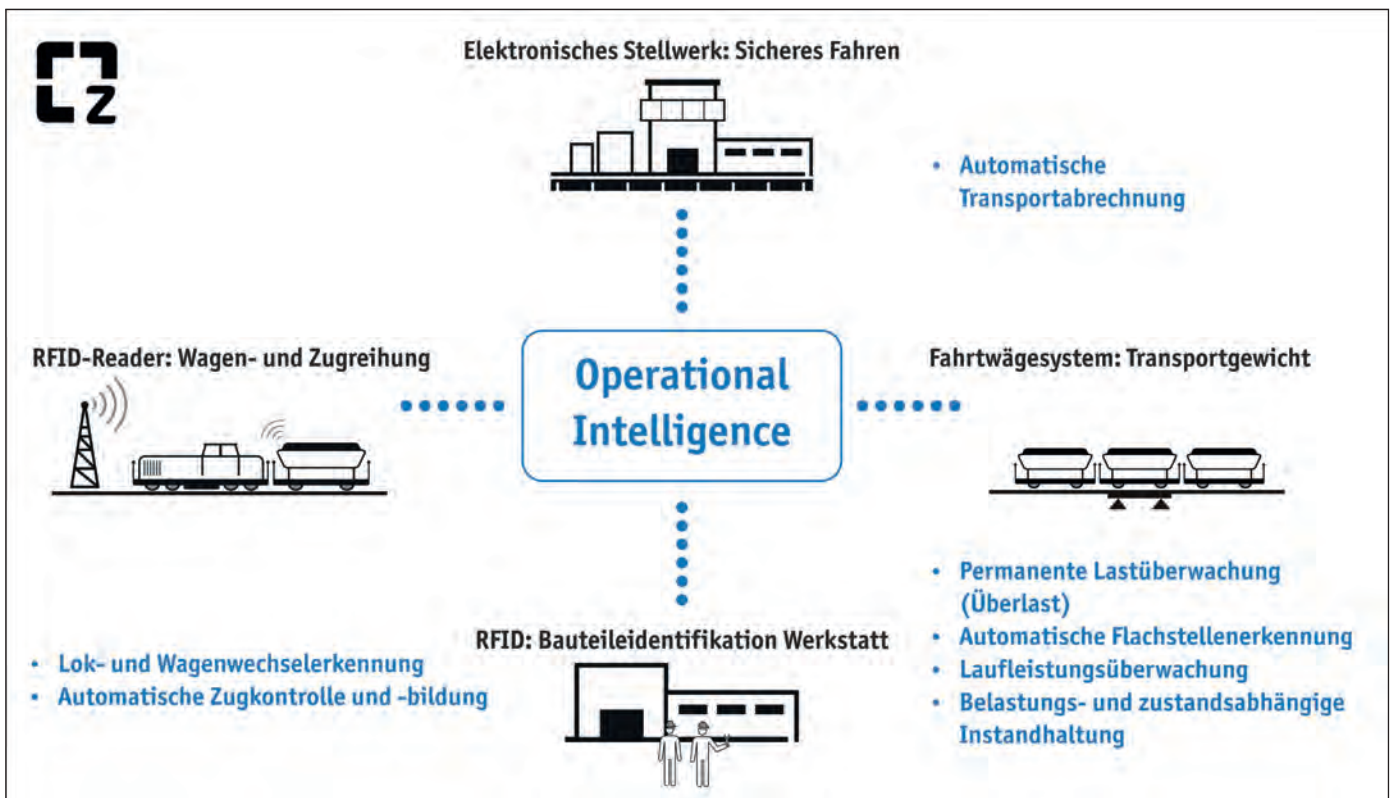 Z
Elektronisches Stellwerk: Sicheres Fahren
• Automatische
Transportabrechnung
RFID-Reader: Wagen- und Zugreihung
Operational
Intelligence
Fahrtwägesystem: Transportgewicht
• Lok- und Wagenwechselerkennung
• Automatische Zugkontrolle und -bildung
RFID: Bauteileidentifikation Werkstatt
• Permanente Lastüberwachung
(Überlast)
• Automatische Flachstellenerkennung
• Laufleistungsüberwachung
• Belastungs- und zustandsabhängige
Instandhaltung